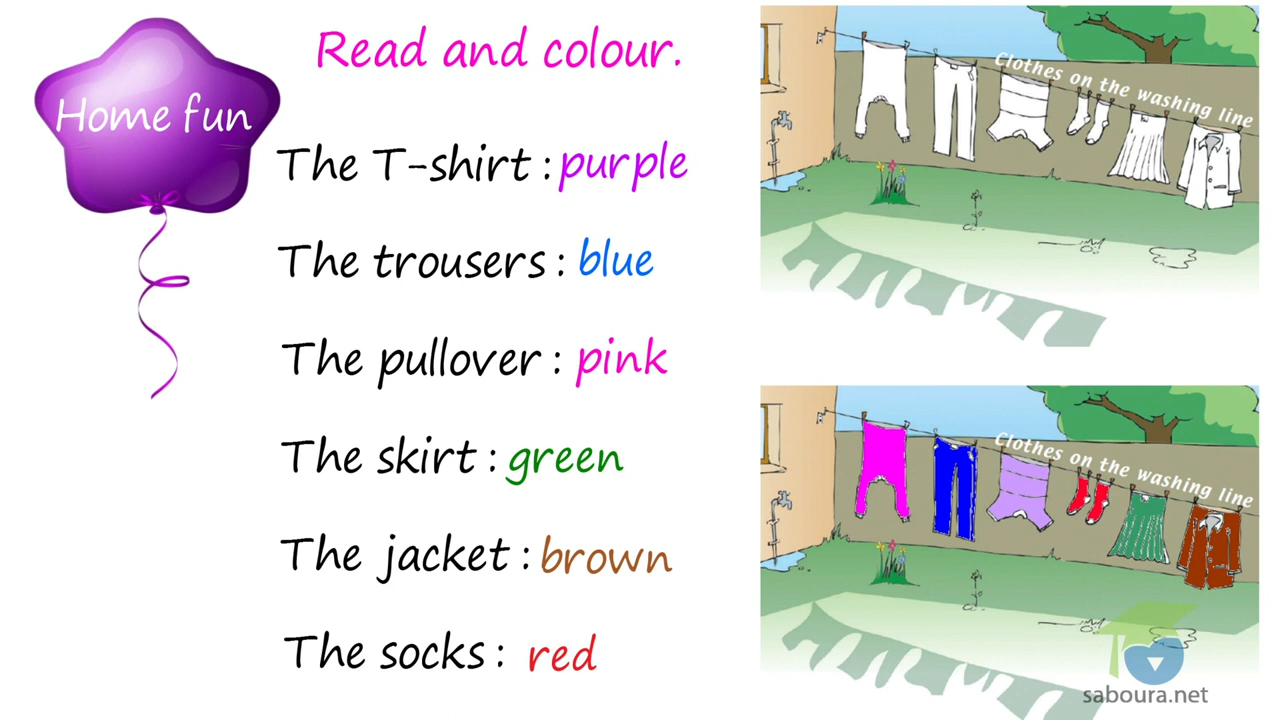 Home fun
Read and colour.
The T-shirt : purple
The trousers : blue
The pullover : pink
The skirt : green
The jacket : brown
The socks : red
Clothes on the washing line
Clothes on the washing line
saboura.net